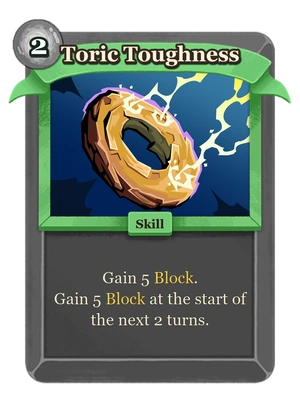 2
Toric Toughness
Skill
Gain 5 Block.
Gain 5 Block at the start of
the next 2 turns.